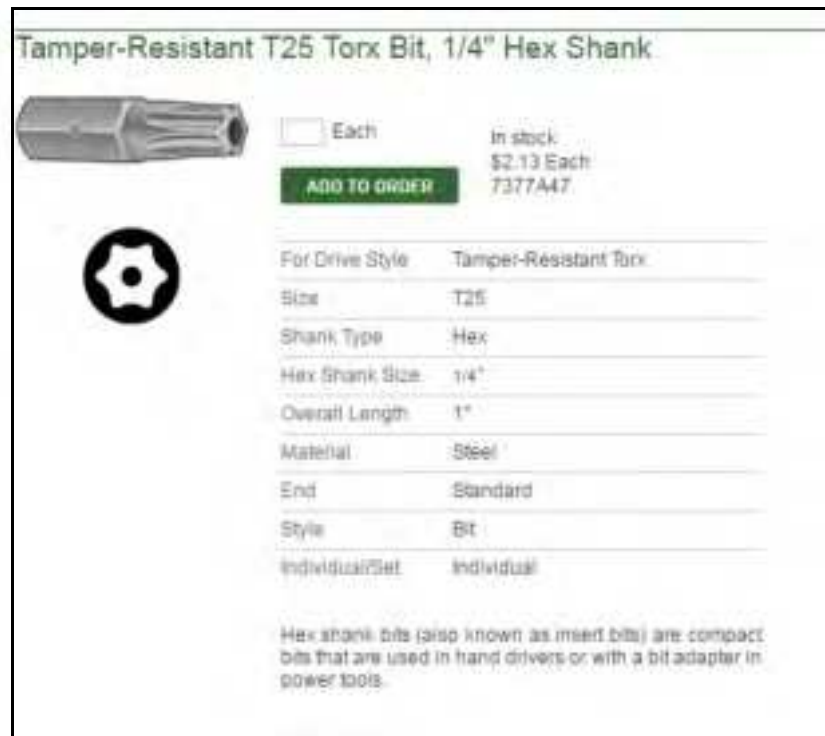 Tamper-Resistant T25 Torx Bit, 1/4" Hex Shank
Each
In stock
$2.13 Each
7377A47
ADD TO ORDER
For Drive Style Tamper-Resistant Torx
Size T25
Shank Type Hex
Hex Shank Size 1/4"
Overall Length 1"
Material Steel
End Standard
Style Bit
Individual/Set Individual
Hex shank bits (also known as insert bits) are compact
bits that are used in hand drivers or with a bit adapter in
power tools.